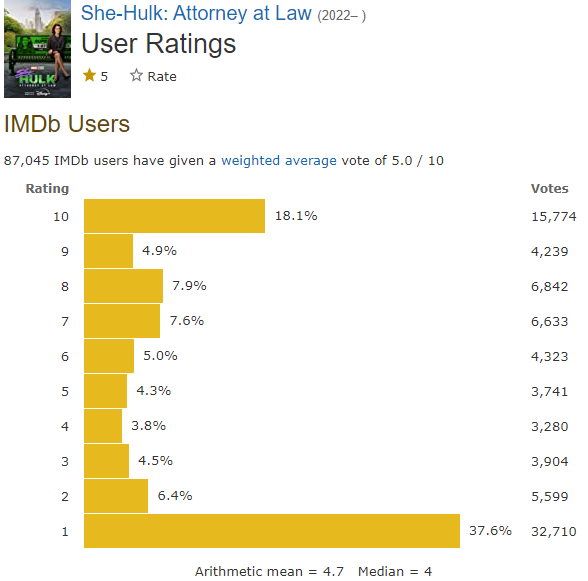 She-Hulk: Attorney at Law (2022– )
User Ratings
5 Rate
IMDb Users
87,045 IMDb users have given a weighted average vote of 5.0 / 10
Rating Votes
10 18.1% 15,774
9 4.9% 4,239
8 7.9% 6,842
7 7.6% 6,633
6 5.0% 4,323
5 4.3% 3,741
4 3.8% 3,280
3 4.5% 3,904
2 6.4% 5,599
1 37.6% 32,710
Arithmetic mean = 4.7 Median = 4
She
HULK
ATTORNEY AT LAW
Disney+